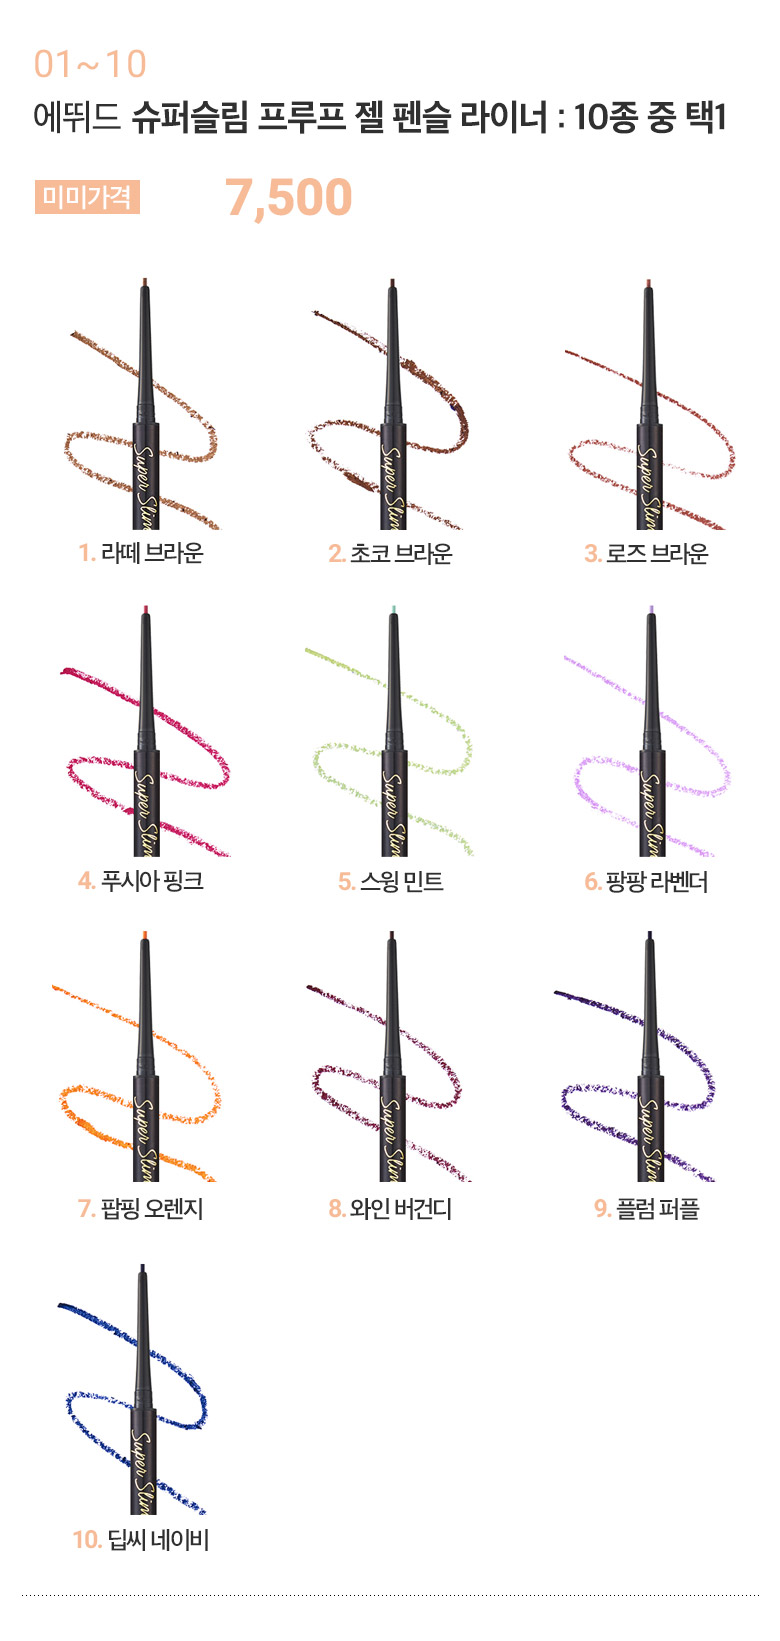 01~10
에뛰드 슈퍼슬림 프루프 젤 펜슬 라이너 : 10종 중 택1
미미가격 7,500
Super Slim Super Slim Super Slim
1. 라떼 브라운 2. 초코 브라운 3. 로즈 브라운
Super Slim Super Slim Super Slim
4. 푸시아 핑크 5. 스윙 민트 6. 팡팡 라벤더
Super Slim Super Slim Super Slim
7. 팝핑 오렌지 8. 와인 버건디 9. 플럼 퍼플
Super Slim
10. 딥씨 네이비